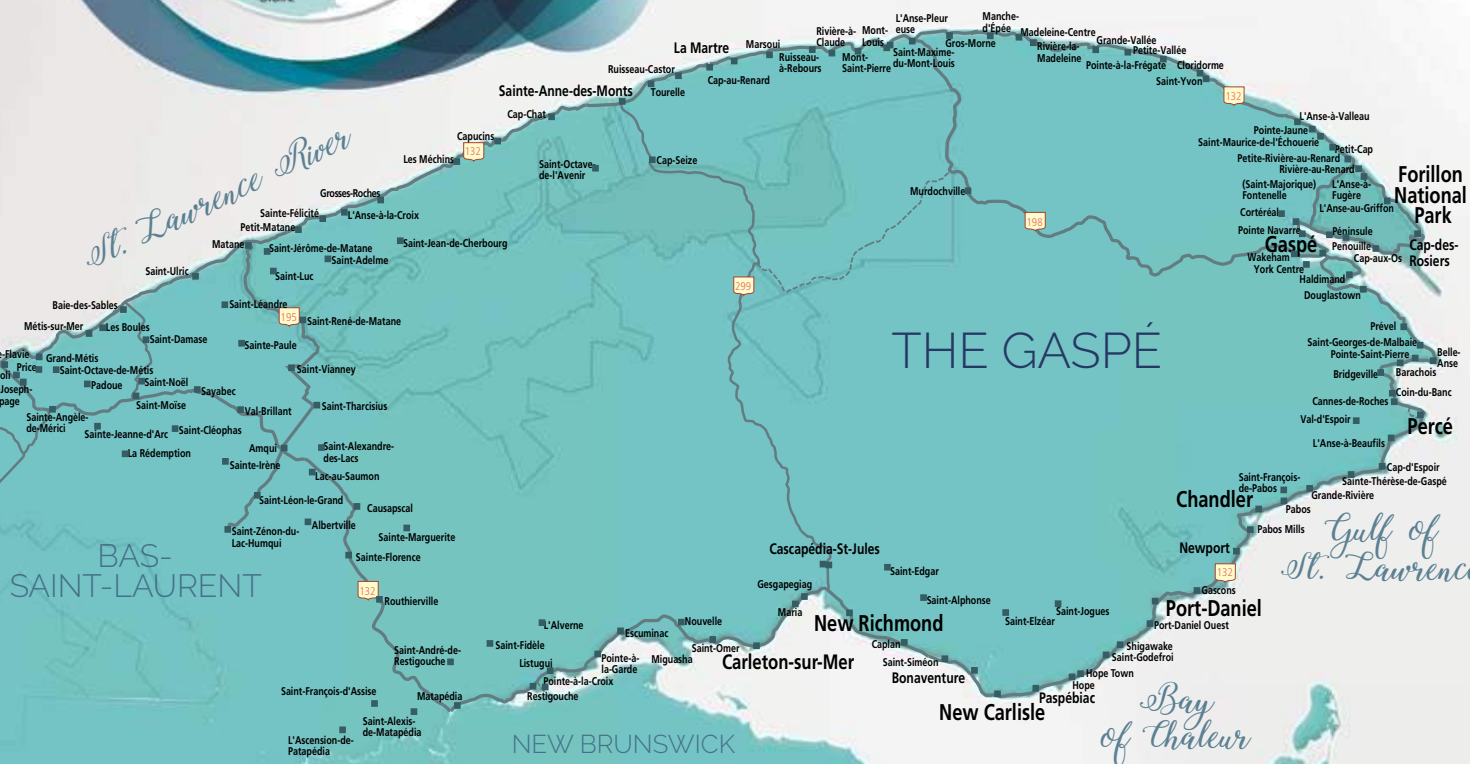 L'Anse-Pleur
euse
Manche-
d'Épée
Rivière-à-
Claude
Mont-
Louis
Madeleine-Centre
La Martre
Marsoui
Saint-Maxime-
du-Mont-Louis
Gros-Morne
Rivière-la-
Madeleine
Grande-Vallée
Petite-Vallée
Ruisseau-Castor
Ruisseau-
à-Rebours
Mont-
Saint-Pierre
Pointe-à-la-Frégate
Cloridorme
Cap-au-Renard
Saint-Yvon
Sainte-Anne-des-Monts
Tourelle
132
Cap-Chat
L'Anse-à-Valleau
Capucins
Pointe-Jaune
Saint-Maurice-de-l'Échouerie
St. Lawrence River
132
Petit-Cap
Les Méchins
Saint-Octave
de-l'Avenir
Cap-Seize
Petite-Rivière-au-Renard
Rivière-au-Renard
Forillon
National
Park
Grosses-Roches
Murdochville
(Saint-Majorique)
Fontenelle
L'Anse-à-
Fugère
L'Anse-au-Griffon
Sainte-Félicité
L'Anse-à-la-Croix
Cortéréal
198
Petit-Matane
Pointe Navarre
Péninsule
Matane
Saint-Jean-de-Cherbourg
Gaspé
Penouille
Cap-des-
Rosiers
Saint-Jérôme-de-Matane
Saint-Adelme
Wakeham
York Centre
Cap-aux-Os
Saint-Ulric
Saint-Luc
Haldimand
299
Douglastown
Baie-des-Sables
Saint-Léandre
195
Saint-René-de-Matane
Métis-sur-Mer
Les Boules
Prével
Saint-Damase
Sainte-Paule
THE GASPÉ
Saint-Georges-de-Malbaie
Pointe-Saint-Pierre
Belle-
Anse
e-Flavie
Grand-Métis
Price
Saint-Octave-de-Métis
Saint-Vianney
Bridgeville
Barachois
oli
Joseph-
page
Padoue
Saint-Noël
Sayabec
Coin-du-Banc
Saint-Moïse
Val-Brillant
Saint-Tharcisius
Cannes-de-Roches
Sainte-Angèle-
de-Mérici
Val-d'Espoir
Percé
Sainte-Jeanne-d'Arc
Saint-Cléophas
L'Anse-à-Beaufils
La Rédemption
Amqui
Saint-Alexandre-
des-Lacs
Sainte-Irène
Cap-d'Espoir
Lac-au-Saumon
Saint-François-
de-Pabos
Sainte-Thérèse-de-Gaspé
Saint-Léon-le-Grand
Causapscal
Chandler
Grande-Rivière
Pabos
Albertville
Saint-Zénon-du-
Lac-Humqui
Sainte-Marguerite
Pabos Mills
Gulf of
St. Lawrence
BAS-
SAINT-LAURENT
Sainte-Florence
Cascapédia-St-Jules
Newport
Saint-Edgar
132
132
Routhierville
Gesgapegiag
Gascons
Maria
Saint-Alphonse
Saint-Jogues
Port-Daniel
L'Alverne
Nouvelle
New Richmond
Saint-Elzéar
Port-Daniel Ouest
Escuminac
Saint-Omer
Caplan
Saint-André-de-
Restigouche
Saint-Fidèle
Shigawake
Listugui
Pointe-à-
la-Garde
Miguasha
Carleton-sur-Mer
Saint-Siméon
Saint-Godefroi
Bonaventure
Hope Town
Pointe-à-la-Croix
Hope
Saint-François-d'Assise
Matapédia
Restigouche
Paspébiac
New Carlisle
Saint-Alexis-
de-Matapédia
Bay
of Chaleur
L'Ascension-de-
Patapédia
NEW BRUNSWICK